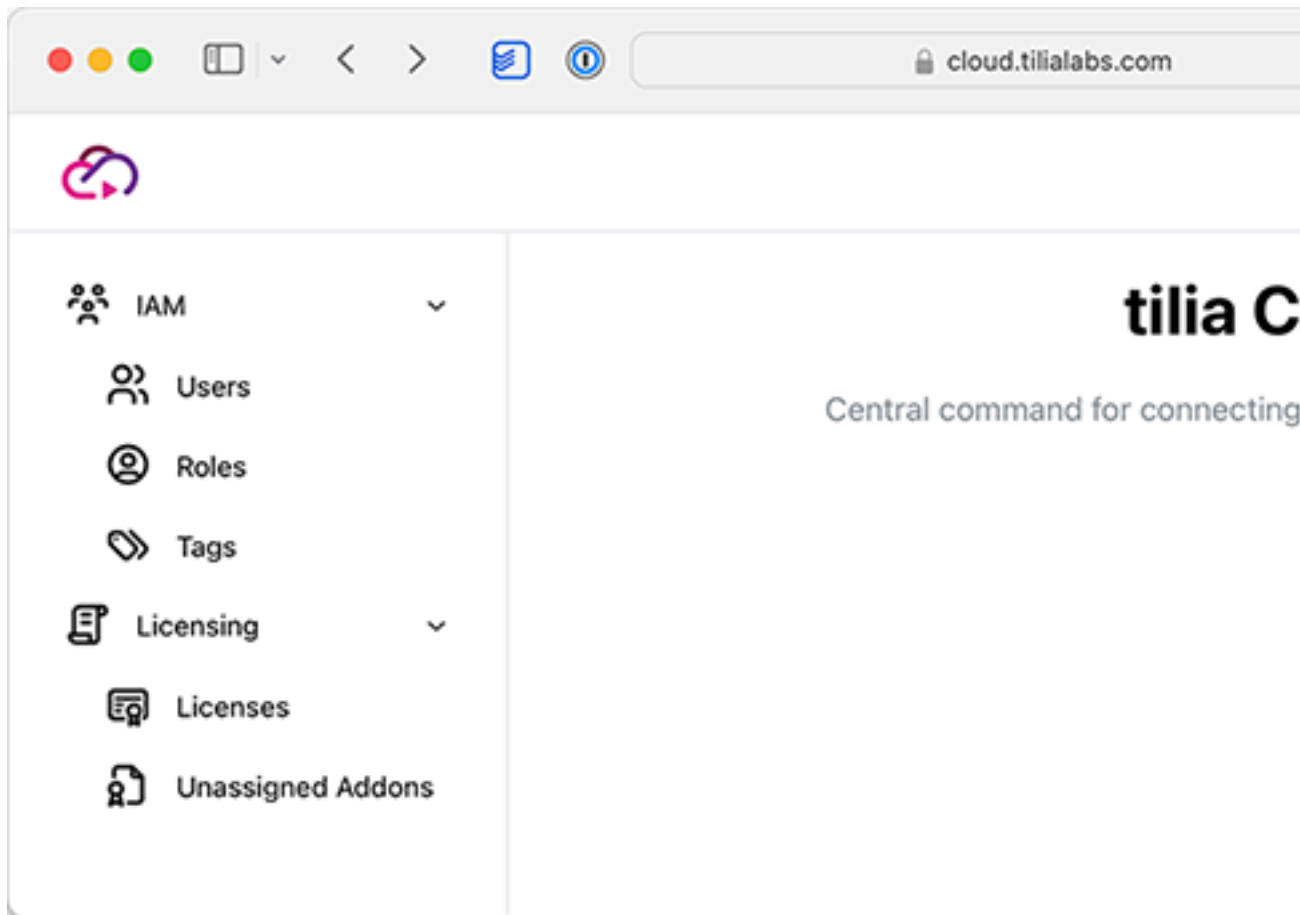 cloud.tilialabs.com
IAM
tilia C
Users
Central command for connecting
Roles
Tags
Licensing
Licenses
Unassigned Addons